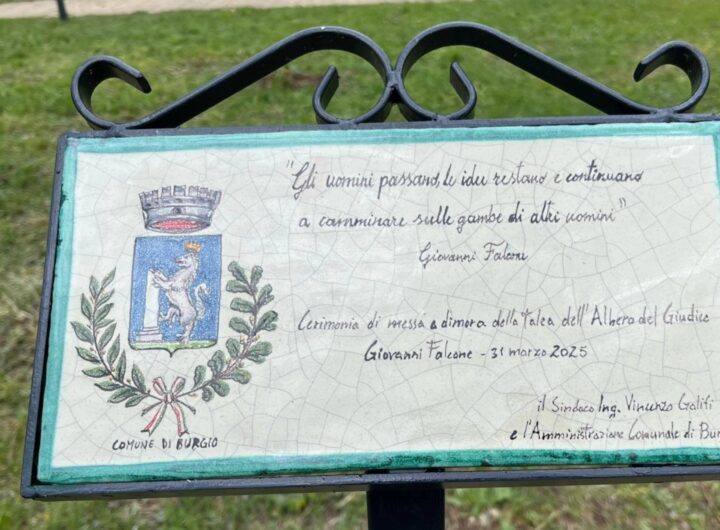 "Gli uomini passano, le idee restano e continuano
a camminare sulle gambe di altri uomini"
Giovanni Falcone
Cerimonia di messa a dimora della talea dell'Albero del Giudice
Giovanni Falcone - 31 marzo 2025
il Sindaco Ing. Vincenzo Galifi
e l'Amministrazione Comunale di Bur
COMUNE DI BURGIO